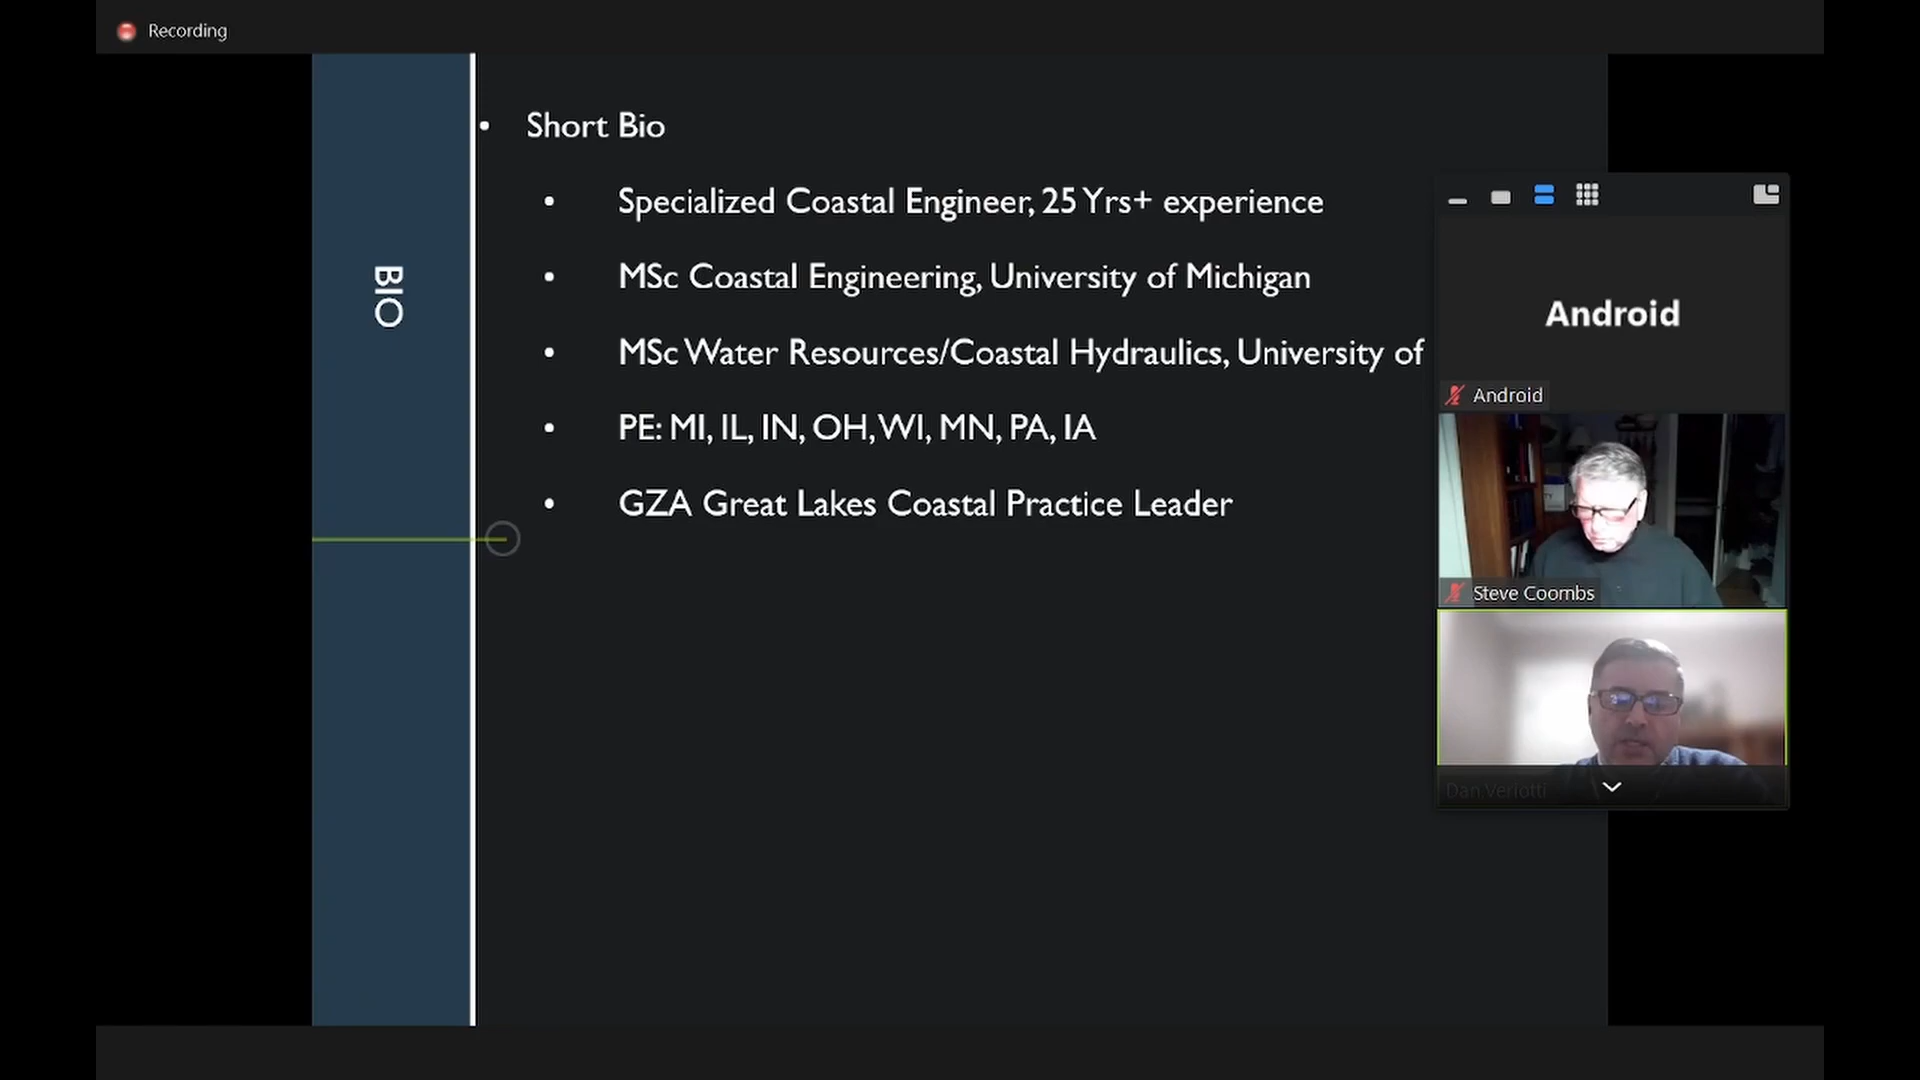 Recording
BIO
• Short Bio
• Specialized Coastal Engineer, 25 Yrs+ experience
• MSc Coastal Engineering, University of Michigan
• MSc Water Resources/Coastal Hydraulics, University of
• PE: MI, IL, IN, OH, WI, MN, PA, IA
• GZA Great Lakes Coastal Practice Leader
Android
Android
Steve Coombs
Dan Veriotti